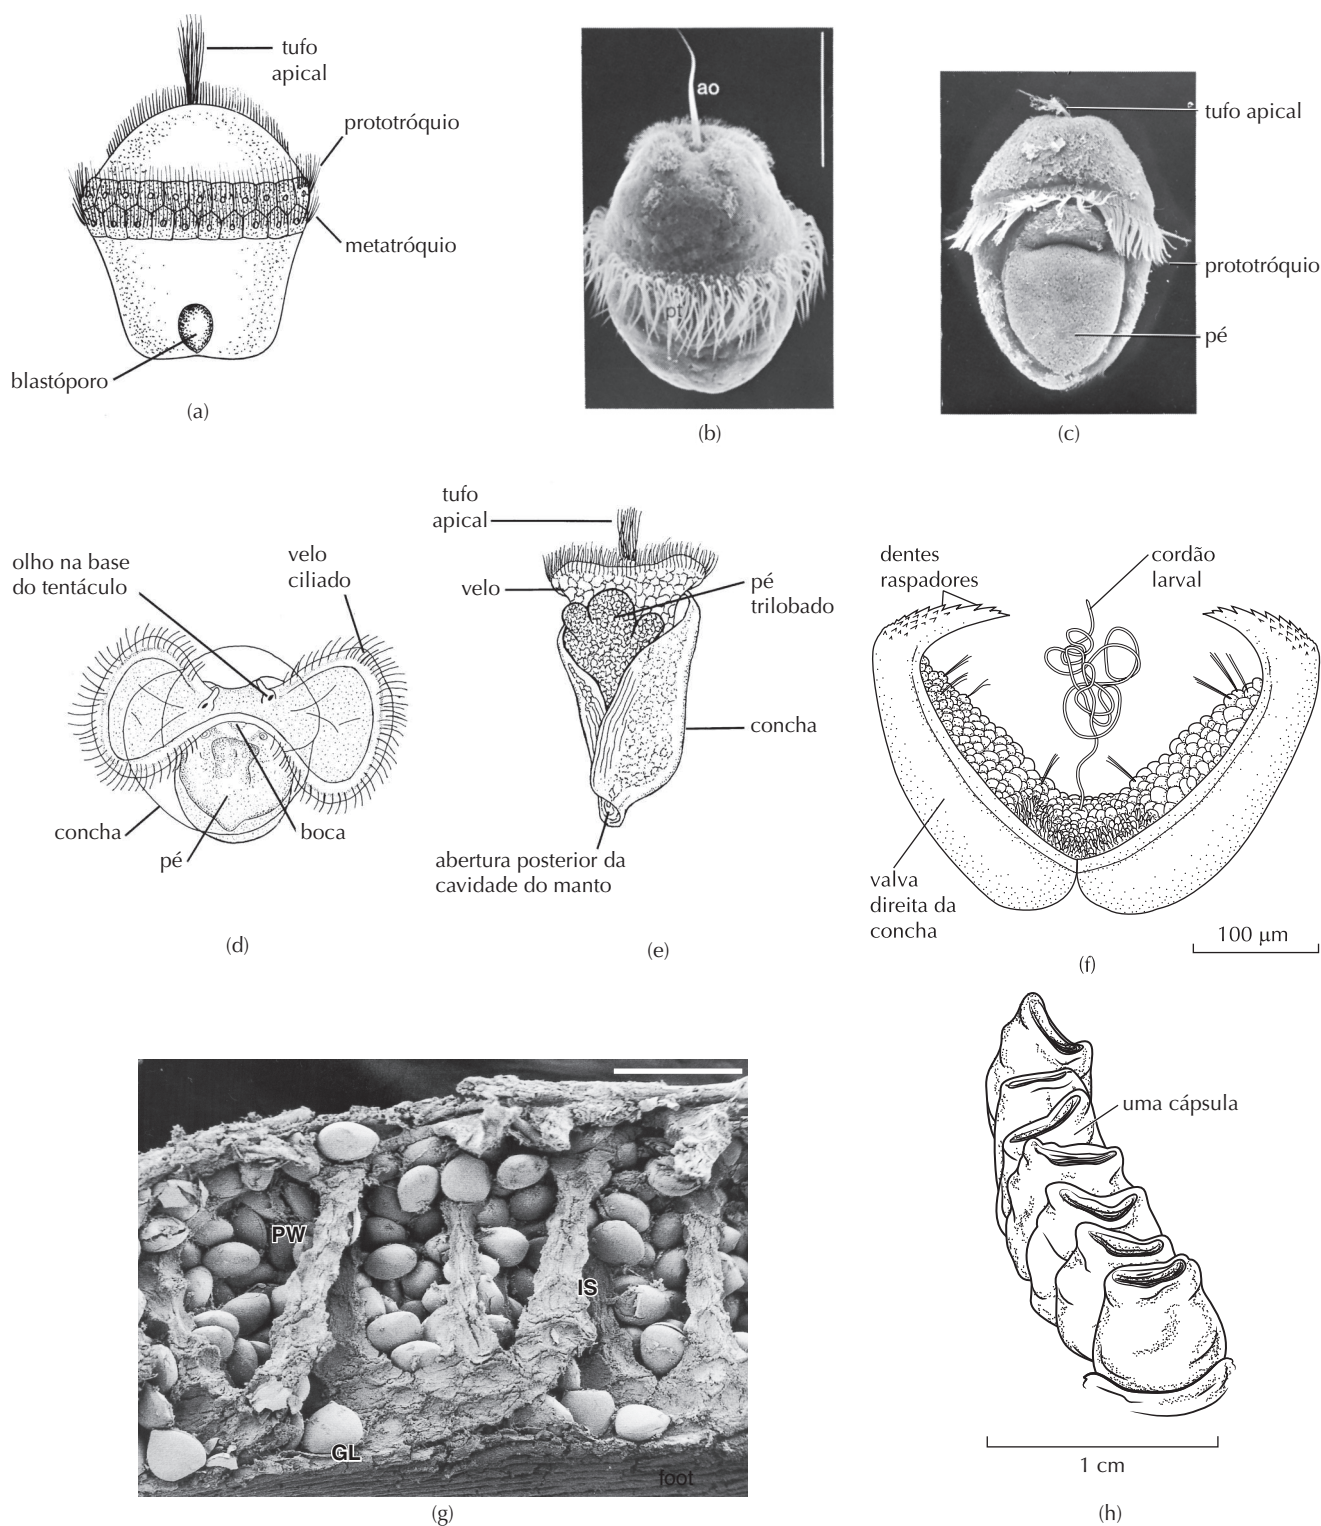 tufo
apical
prototróquio
metatróquio
blastóporo
(a)
ao
pt
(b)
tufo apical
prototróquio
pé
(c)
olho na base
do tentáculo
velo
ciliado
concha
pé
boca
(d)
tufo
apical
velo
pé
trilobado
concha
abertura posterior da
cavidade do manto
(e)
dentes
raspadores
cordão
larval
valva
direita da
concha
100 µm
(f)
PW
IS
GL
foot
(g)
uma cápsula
1 cm
(h)